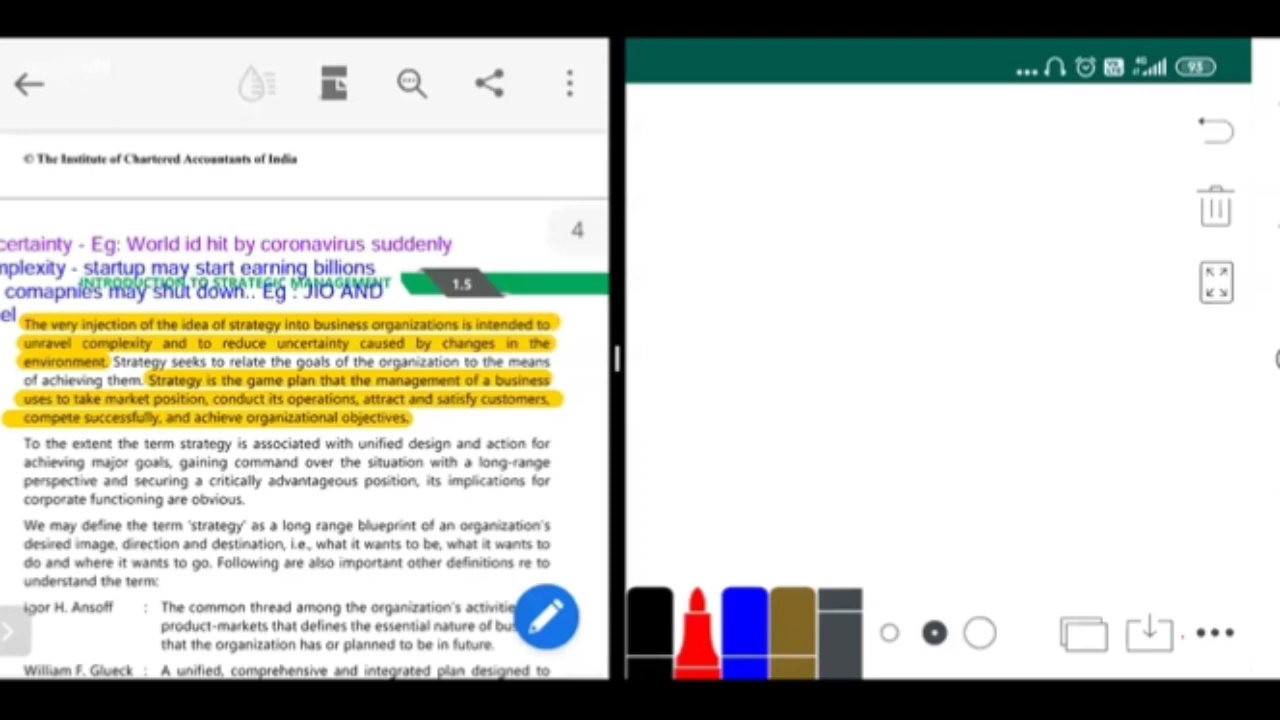 © The Institute of Chartered Accountants of India
4
certainty - Eg: World id hit by coronavirus suddenly
mplexity - startup may start earning billions
INTRODUCTION TO STRATEGIC MANAGEMENT 1.5
comapnies may shut down.. Eg : JIO AND
el
The very injection of the idea of strategy into business organizations is intended to
unravel complexity and to reduce uncertainty caused by changes in the
environment. Strategy seeks to relate the goals of the organization to the means
of achieving them. Strategy is the game plan that the management of a business
uses to take market position, conduct its operations, attract and satisfy customers,
compete successfully, and achieve organizational objectives.
To the extent the term strategy is associated with unified design and action for
achieving major goals, gaining command over the situation with a long-range
perspective and securing a critically advantageous position, its implications for
corporate functioning are obvious.
We may define the term 'strategy' as a long range blueprint of an organization's
desired image, direction and destination, i.e., what it wants to be, what it wants to
do and where it wants to go. Following are also important other definitions re to
understand the term:
Igor H. Ansoff : The common thread among the organization's activitie
product-markets that defines the essential nature of bus
that the organization has or planned to be in future.
William F. Glueck : A unified, comprehensive and integrated plan designed to
4G
93